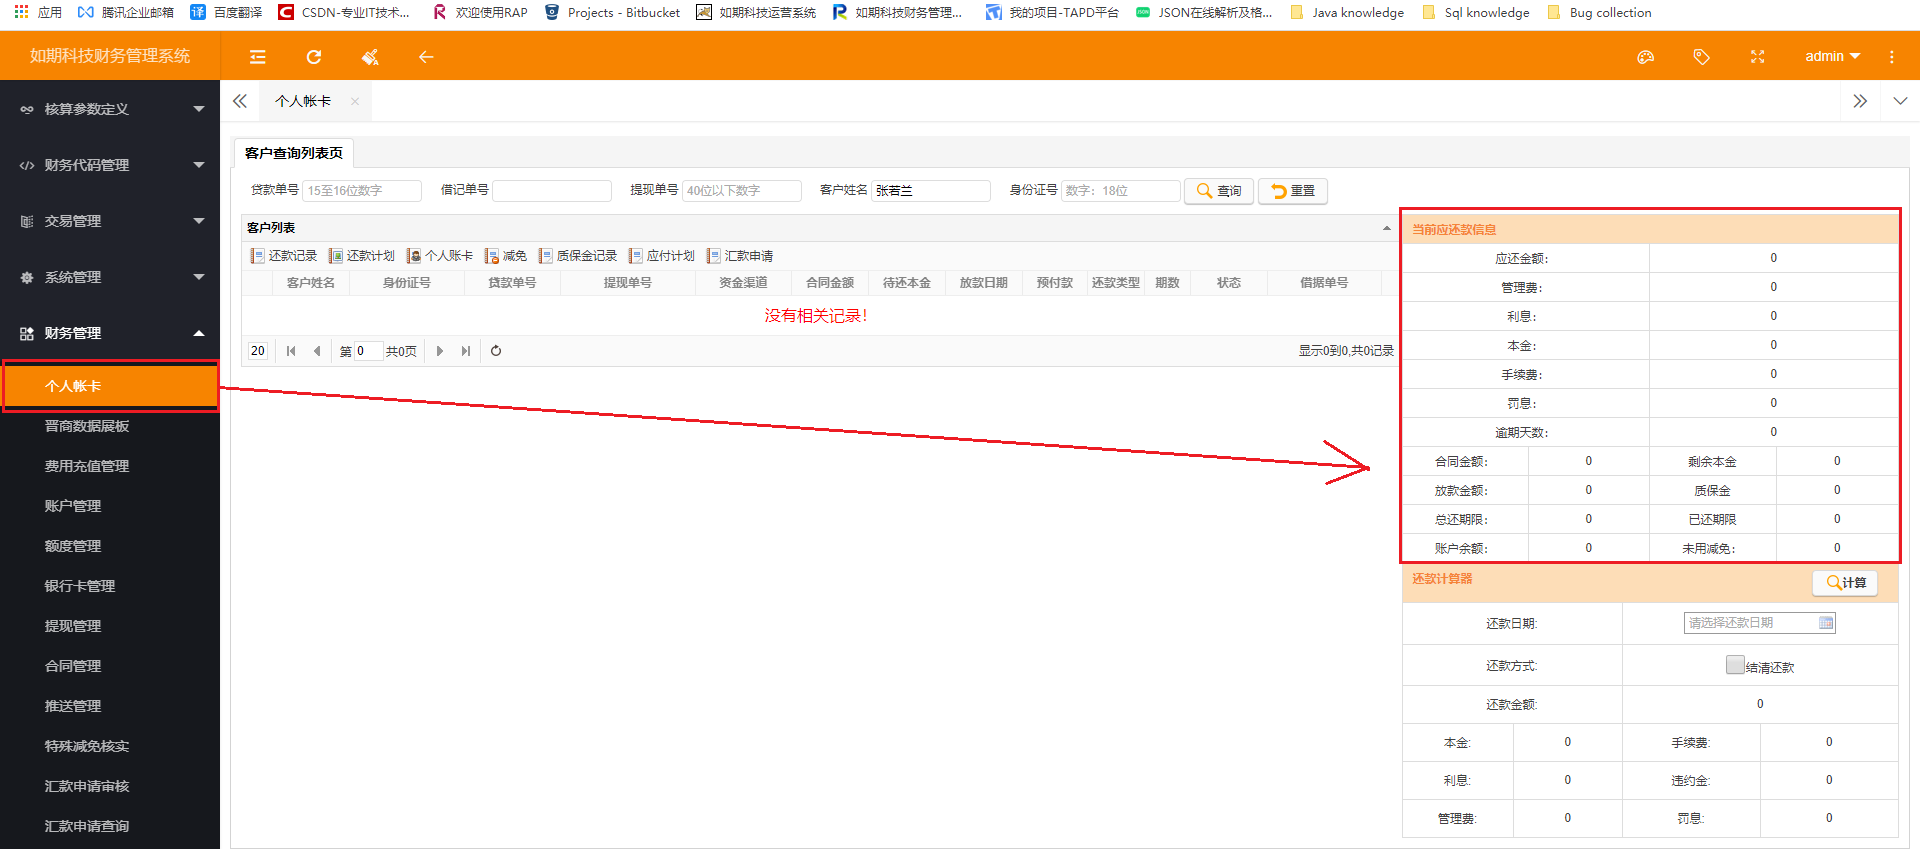 应用 腾讯企业邮箱 百度翻译 CSDN-专业IT技术... 欢迎使用RAP Projects - Bitbucket 如期科技运营系统 如期科技财务管理... 我的项目-TAPD平台 JSON在线解析及格... Java knowledge Sql knowledge Bug collection
如期科技财务管理系统 admin
核算参数定义
财务代码管理
交易管理
系统管理
财务管理
个人帐卡
晋商数据展板
费用充值管理
账户管理
额度管理
银行卡管理
提现管理
合同管理
推送管理
特殊减免核实
汇款申请审核
汇款申请查询
个人帐卡 ×
客户查询列表页
贷款单号 15至16位数字 借记单号 提现单号 40位以下数字 客户姓名 张若兰 身份证号 数字：18位 查询 重置
客户列表
还款记录 还款计划 个人账卡 减免 质保金记录 应付计划 汇款申请
客户姓名 身份证号 贷款单号 提现单号 资金渠道 合同金额 待还本金 放款日期 预付款 还款类型 期数 状态 借据单号
没有相关记录！
20 第 0 共0页 显示0到0,共0记录
当前应还款信息
应还金额: 0
管理费: 0
利息: 0
本金: 0
手续费: 0
罚息: 0
逾期天数: 0
合同金额: 0 剩余本金 0
放款金额: 0 质保金 0
总还期限: 0 已还期限 0
账户余额: 0 未用减免: 0
还款计算器 计算
还款日期: 请选择还款日期
还款方式: 结清还款
还款金额: 0
本金: 0 手续费: 0
利息: 0 违约金: 0
管理费: 0 罚息: 0